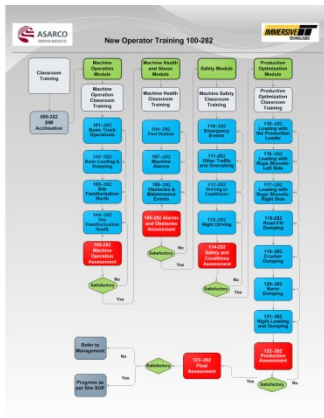 ASARCO
GRUPO MEXICO
New Operator Training 100-282
IMMERSIVE
TECHNOLOGIES
Classroom
Training
000-282
SIM
Acclimation
Machine
Operation
Module
Machine
Operation
Classroom
Training
101-282
Basic Truck
Operations
102-282
Basic Loading &
Dumping
103-282
Site
Familiarization
North
104-282
Site
Familiarization
South
105-282
Machine
Operation
Assessment
Satisfactory
No
Yes
Machine Health
and Abuse
Module
Machine Health
Classroom
Training
106-282
Pad Duties
107-282
Machine
Alarms
108-282
Obstacles &
Maintenance
Events
109-282 Alarms
and Obstacles
Assessment
Satisfactory
No
Yes
Safety Module
Machine Safety
Classroom
Training
110-282
Emergency
Events
111-282
Other Traffic
and Overtaking
112-282
Driving to
Conditions
113-282
Night Driving
114-282
Safety and
Conditions
Assessment
Satisfactory
No
Yes
Production
Optimization
Module
Production
Optimization
Classroom
Training
115-282
Loading with
the Production
Loader
116-282
Loading with
Rope Shovels-
Left Side
117-282
Loading with
Rope Shovels-
Right Side
118-282
Road-Fill
Dumping
119-282
Crusher
Dumping
120-282
Berm
Dumping
121-282
Night Loading
and Dumping
122-282
Production
Assessment
Satisfactory
No
Yes
123-282
Final
Assessment
Satisfactory
No
Yes
Refer to
Management
Progress as
per Site SOP